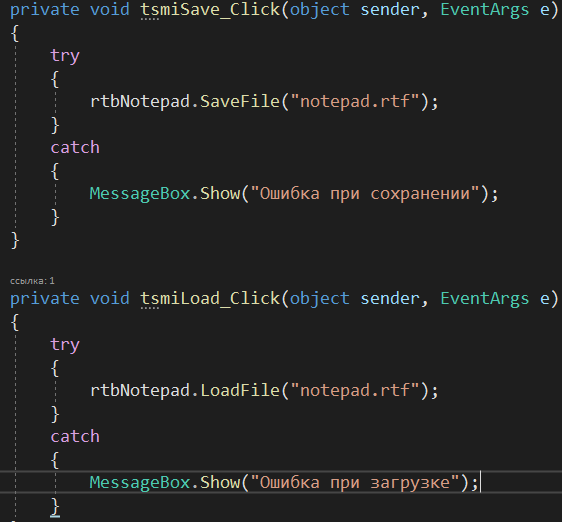 private void tsmiSave_Click(object sender, EventArgs e)
{
try
{
rtbNotepad.SaveFile("notepad.rtf");
}
catch
{
MessageBox.Show("Ошибка при сохранении");
}
}
ссылка: 1
private void tsmiLoad_Click(object sender, EventArgs e)
{
try
{
rtbNotepad.LoadFile("notepad.rtf");
}
catch
{
MessageBox.Show("Ошибка при загрузке");
}